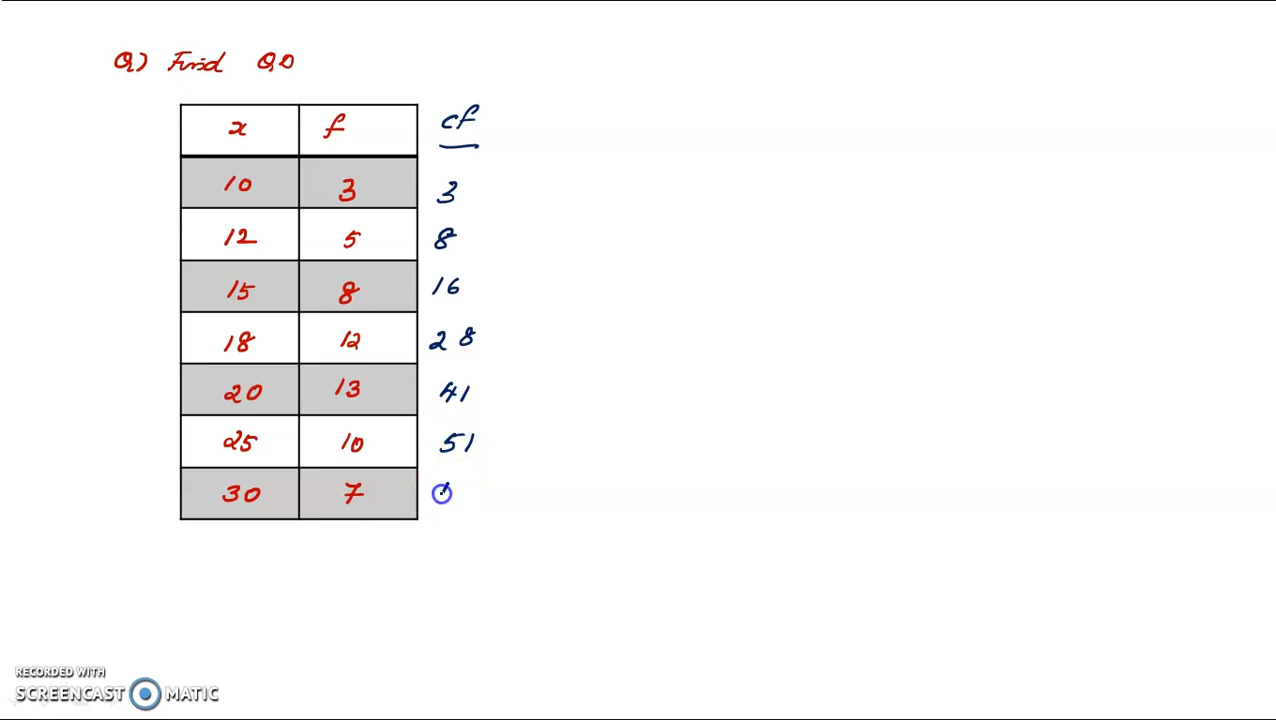 Q) Find QD
x f cf
10 3 3
12 5 8
15 8 16
18 12 28
20 13 41
25 10 51
30 7
RECORDED WITH
SCREENCAST MATIC